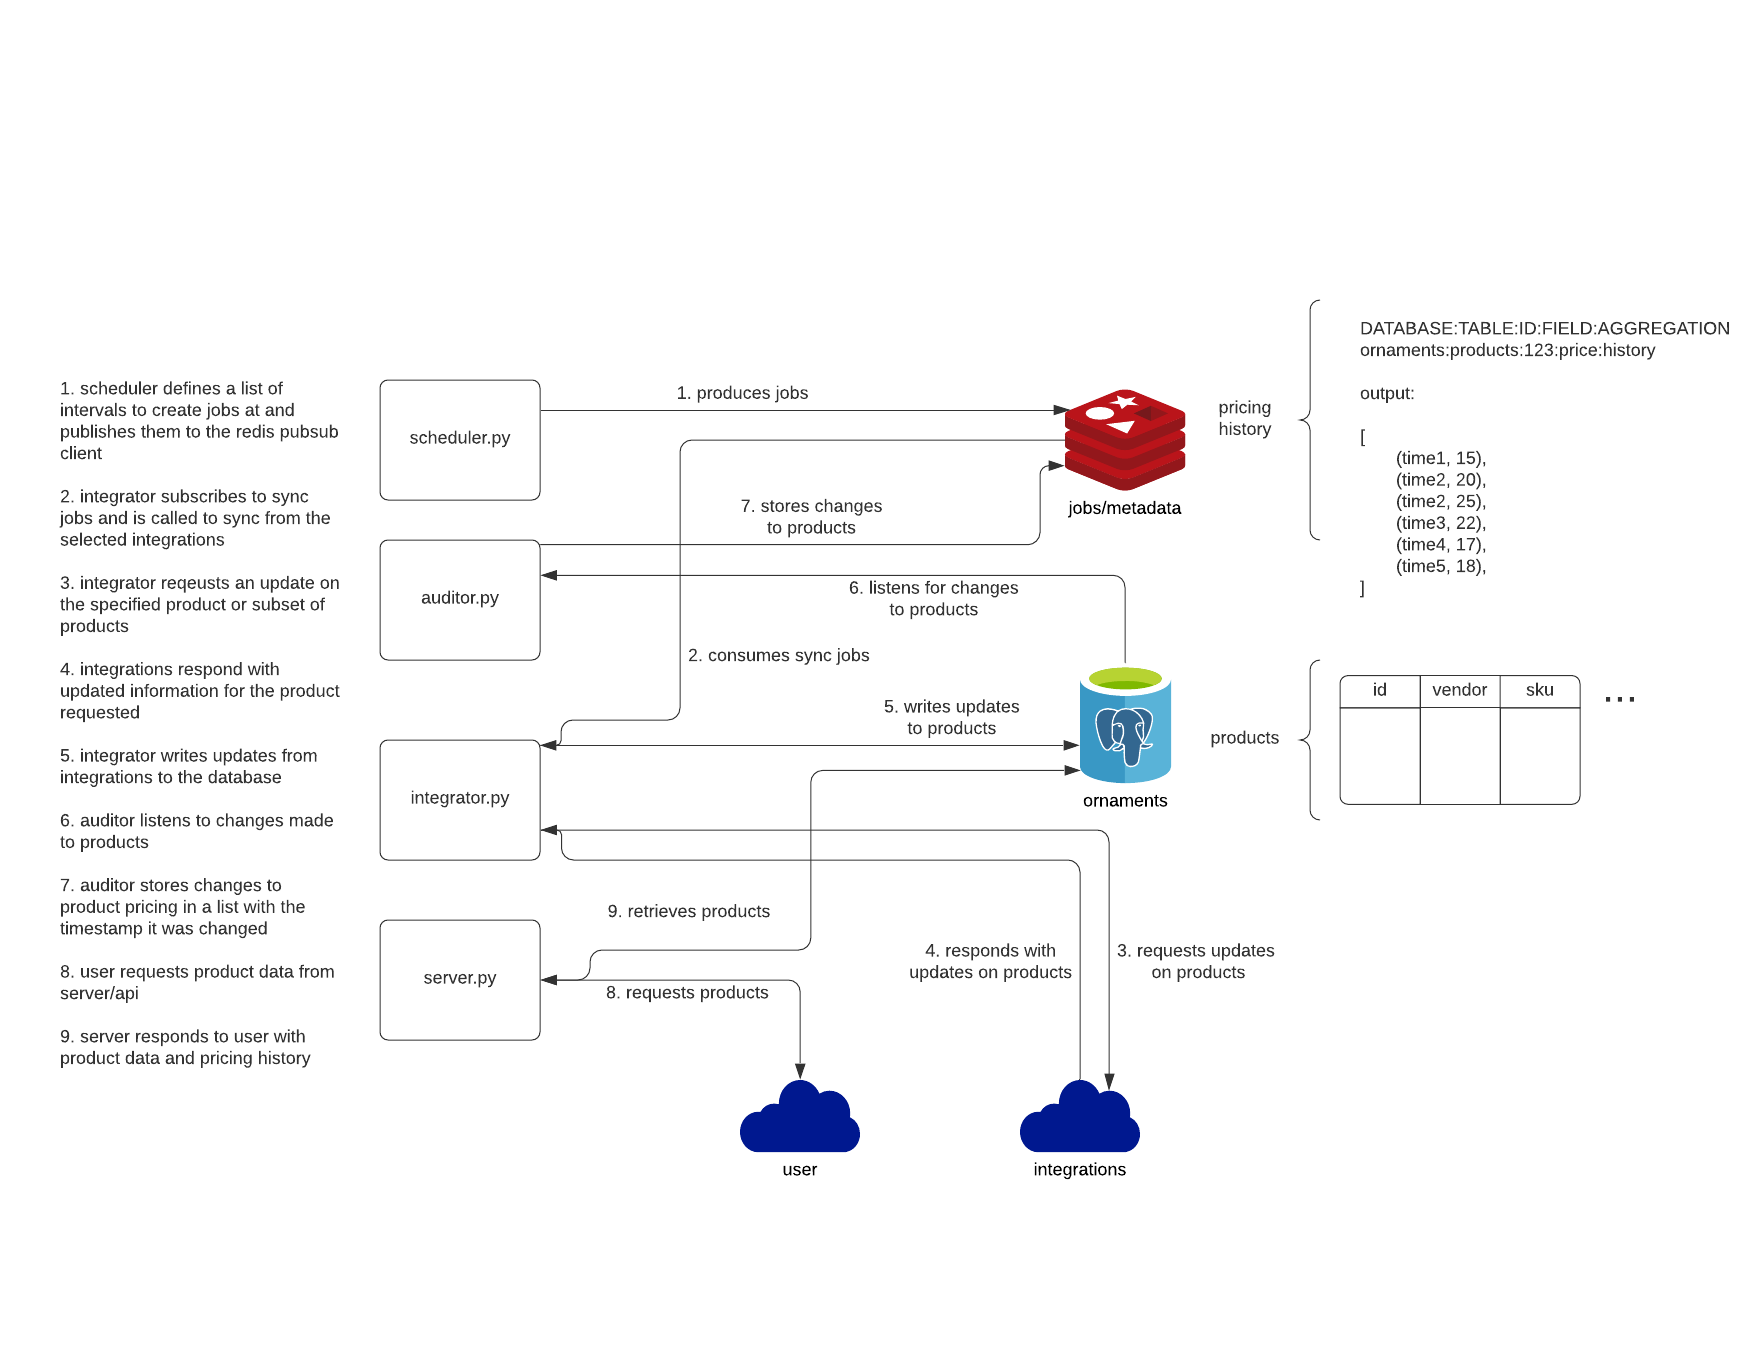 1. scheduler defines a list of
intervals to create jobs at and
publishes them to the redis pubsub
client
2. integrator subscribes to sync
jobs and is called to sync from the
selected integrations
3. integrator reqeusts an update on
the specified product or subset of
products
4. integrations respond with
updated information for the product
requested
5. integrator writes updates from
integrations to the database
6. auditor listens to changes made
to products
7. auditor stores changes to
product pricing in a list with the
timestamp it was changed
8. user requests product data from
server/api
9. server responds to user with
product data and pricing history
scheduler.py
auditor.py
integrator.py
server.py
1. produces jobs
7. stores changes
to products
6. listens for changes
to products
2. consumes sync jobs
5. writes updates
to products
9. retrieves products
8. requests products
4. responds with
updates on products
3. requests updates
on products
jobs/metadata
ornaments
user
integrations
pricing
history
DATABASE:TABLE:ID:FIELD:AGGREGATION
ornaments:products:123:price:history
output:
[
(time1, 15),
(time2, 20),
(time2, 25),
(time3, 22),
(time4, 17),
(time5, 18),
]
products
id vendor sku ...